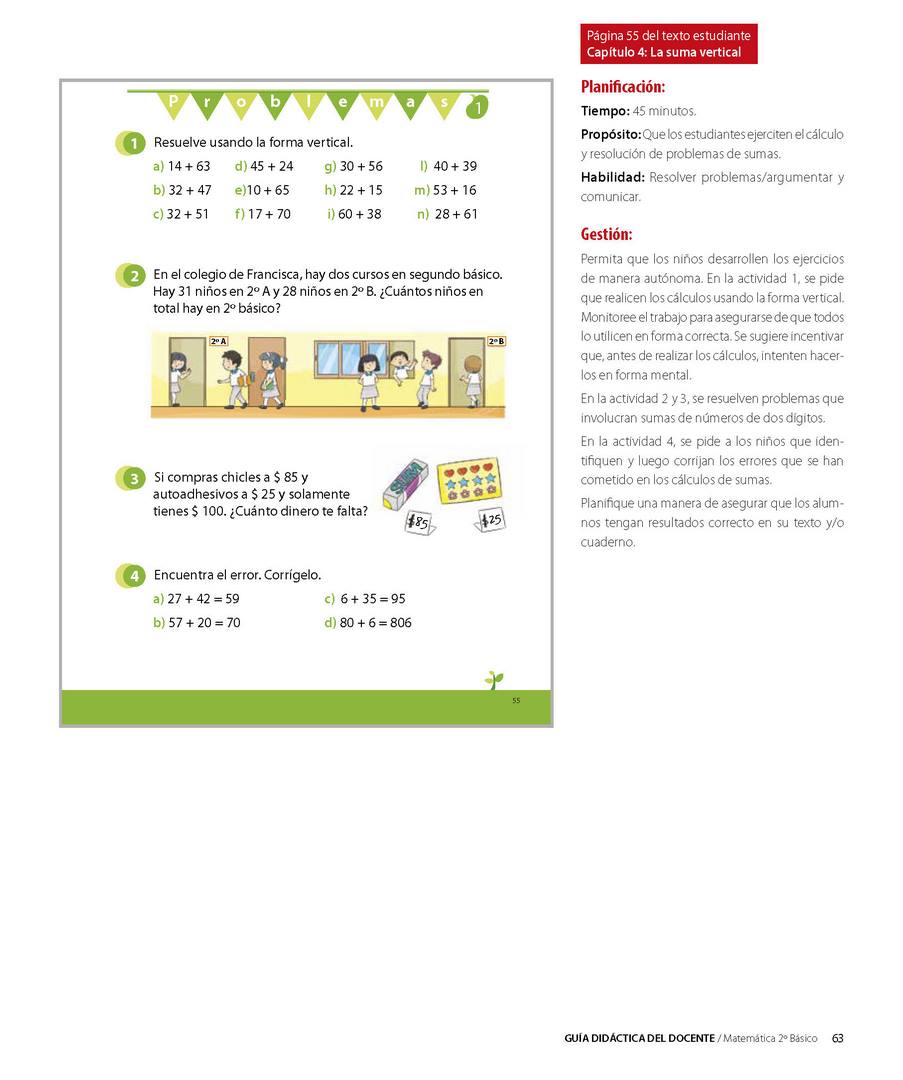 Página 55 del texto estudiante
Capítulo 4: La suma vertical
Problemas 1
1 Resuelve usando la forma vertical.
a) 14 + 63 d) 45 + 24 g) 30 + 56 l) 40 + 39
b) 32 + 47 e)10 + 65 h) 22 + 15 m) 53 + 16
c) 32 + 51 f) 17 + 70 i) 60 + 38 n) 28 + 61
2 En el colegio de Francisca, hay dos cursos en segundo básico.
Hay 31 niños en 2º A y 28 niños en 2º B. ¿Cuántos niños en
total hay en 2º básico?
2º A 2º B
3 Si compras chicles a $ 85 y
autoadhesivos a $ 25 y solamente
tienes $ 100. ¿Cuánto dinero te falta?
$85 $25
4 Encuentra el error. Corrígelo.
a) 27 + 42 = 59 c) 6 + 35 = 95
b) 57 + 20 = 70 d) 80 + 6 = 806
55
Planificación:
Tiempo: 45 minutos.
Propósito: Que los estudiantes ejerciten el cálculo
y resolución de problemas de sumas.
Habilidad: Resolver problemas/argumentar y
comunicar.
Gestión:
Permita que los niños desarrollen los ejercicios
de manera autónoma. En la actividad 1, se pide
que realicen los cálculos usando la forma vertical.
Monitoree el trabajo para asegurarse de que todos
lo utilicen en forma correcta. Se sugiere incentivar
que, antes de realizar los cálculos, intenten hacer-
los en forma mental.
En la actividad 2 y 3, se resuelven problemas que
involucran sumas de números de dos dígitos.
En la actividad 4, se pide a los niños que iden-
tifiquen y luego corrijan los errores que se han
cometido en los cálculos de sumas.
Planifique una manera de asegurar que los alum-
nos tengan resultados correcto en su texto y/o
cuaderno.
GUÍA DIDÁCTICA DEL DOCENTE / Matemática 2º Básico 63